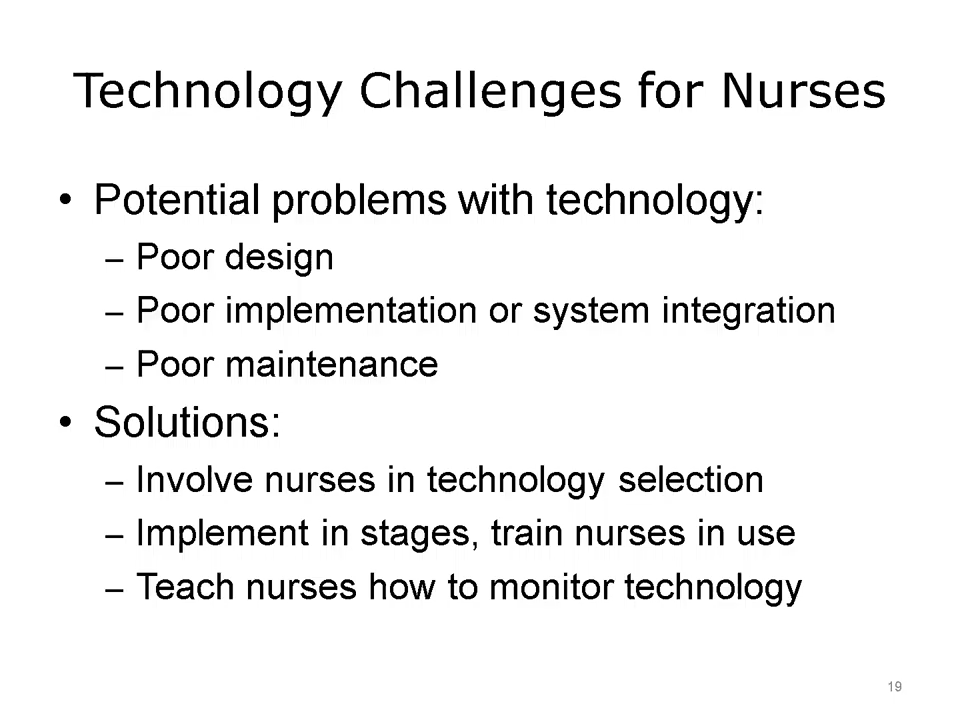 Technology Challenges for Nurses
• Potential problems with technology:
– Poor design
– Poor implementation or system integration
– Poor maintenance
• Solutions:
– Involve nurses in technology selection
– Implement in stages, train nurses in use
– Teach nurses how to monitor technology
19